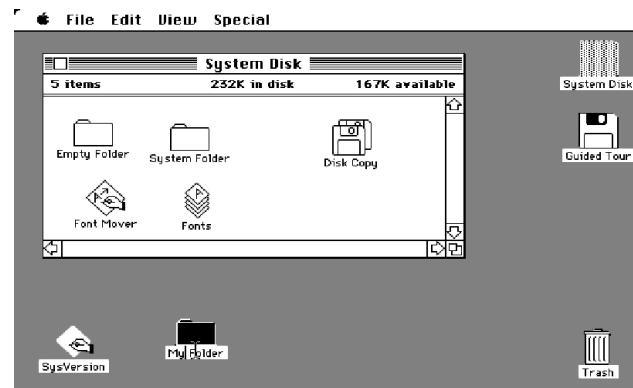 File Edit View Special
System Disk
5 items 232K in disk 167K available
Empty Folder System Folder Disk Copy
Font Mover Fonts
System Disk
Guided Tour
SysVersion My Folder Trash